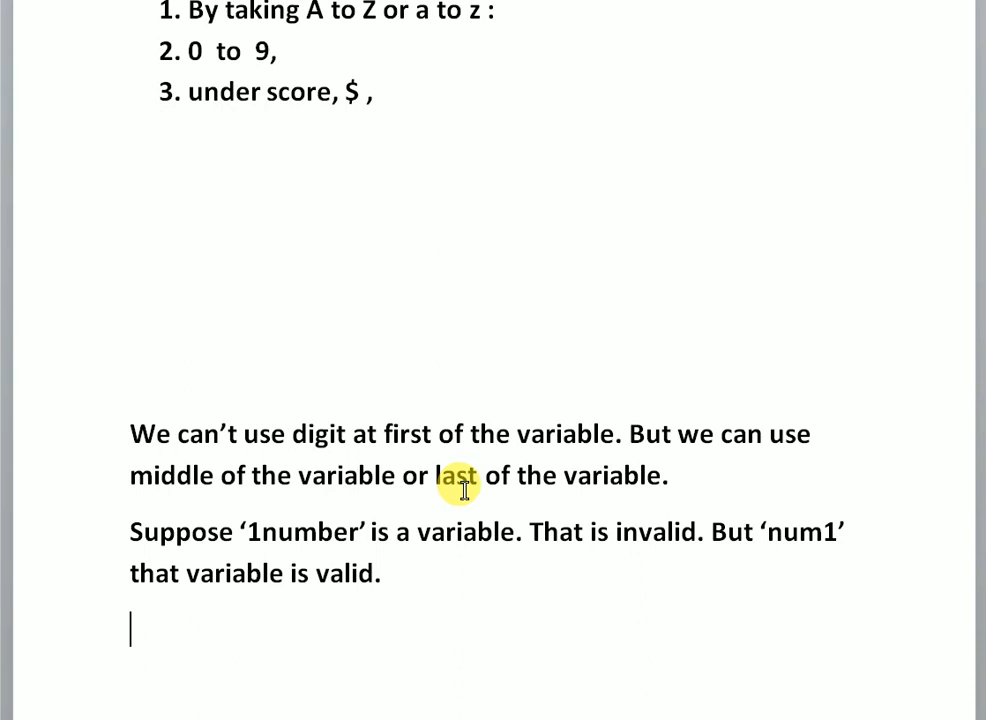 1. By taking A to Z or a to z :
2. 0 to 9,
3. under score, $ ,
We can’t use digit at first of the variable. But we can use
middle of the variable or last of the variable.
Suppose ‘1number’ is a variable. That is invalid. But ‘num1’
that variable is valid.